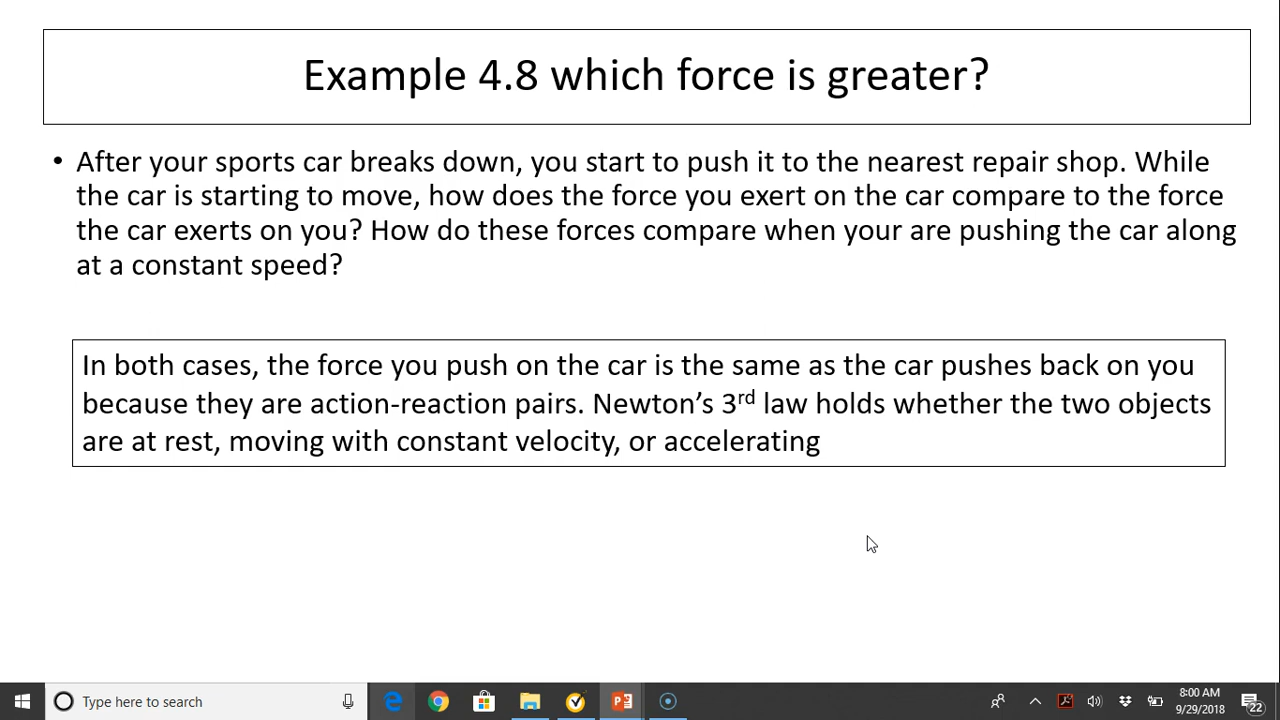 Example 4.8 which force is greater?
• After your sports car breaks down, you start to push it to the nearest repair shop. While
the car is starting to move, how does the force you exert on the car compare to the force
the car exerts on you? How do these forces compare when your are pushing the car along
at a constant speed?
In both cases, the force you push on the car is the same as the car pushes back on you
because they are action-reaction pairs. Newton’s 3rd law holds whether the two objects
are at rest, moving with constant velocity, or accelerating
Type here to search
8:00 AM
9/29/2018
22